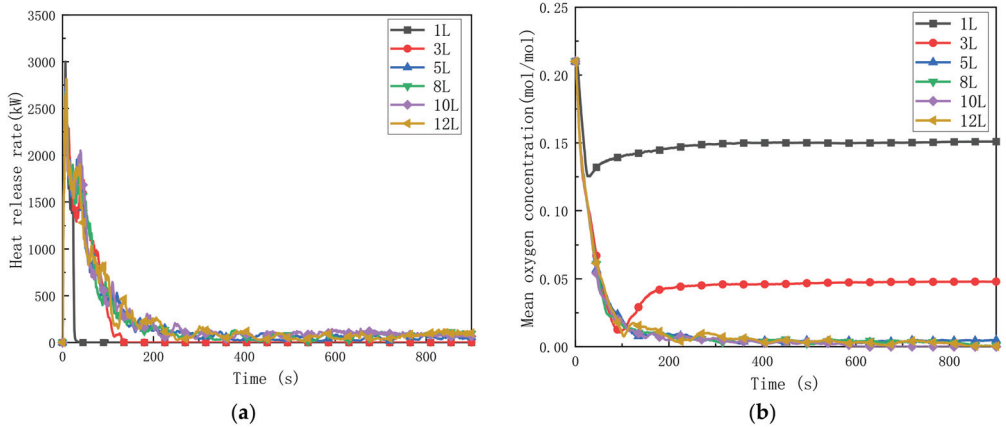 3500
3000
2500
2000
1500
1000
500
0
Heat release rate(kW)
1L
3L
5L
8L
10L
12L
0
200
400
600
800
Time (s)
(a)
0.25
0.20
0.15
0.10
0.05
0.00
Mean oxygen concentration(mol/mol)
1L
3L
5L
8L
10L
12L
0
200
400
600
800
Time (s)
(b)